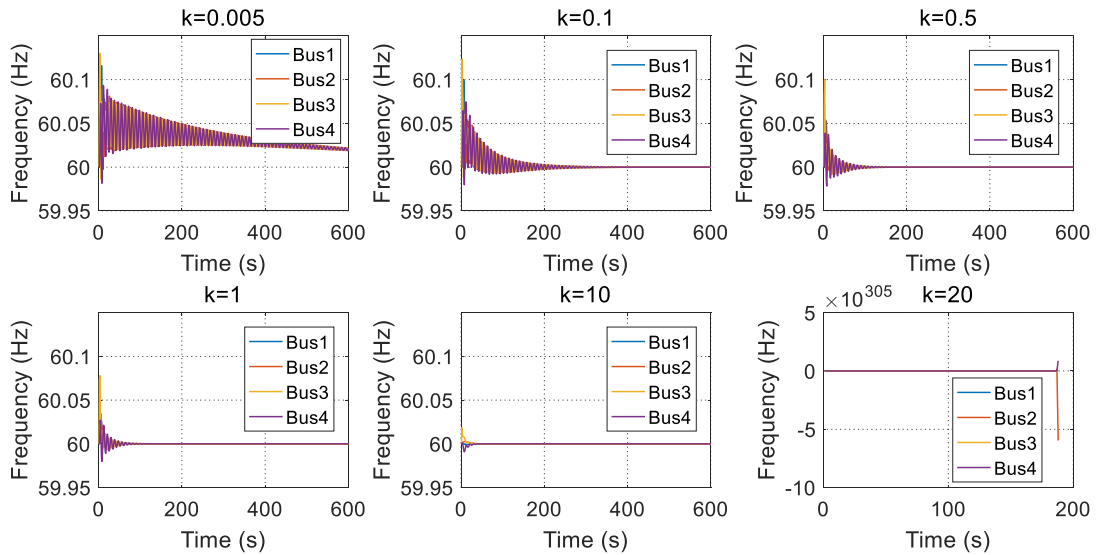 k=0.005
60.1
60.05
60
59.95
Frequency (Hz)
0
200
400
600
Time (s)
Bus1
Bus2
Bus3
Bus4
k=0.1
60.1
60.05
60
59.95
Frequency (Hz)
0
200
400
600
Time (s)
Bus1
Bus2
Bus3
Bus4
k=0.5
60.1
60.05
60
59.95
Frequency (Hz)
0
200
400
600
Time (s)
Bus1
Bus2
Bus3
Bus4
k=1
60.1
60.05
60
59.95
Frequency (Hz)
0
200
400
600
Time (s)
Bus1
Bus2
Bus3
Bus4
k=10
60.1
60.05
60
59.95
Frequency (Hz)
0
200
400
600
Time (s)
Bus1
Bus2
Bus3
Bus4
×10^305
k=20
5
0
-5
-10
Frequency (Hz)
0
100
200
Time (s)
Bus1
Bus2
Bus3
Bus4